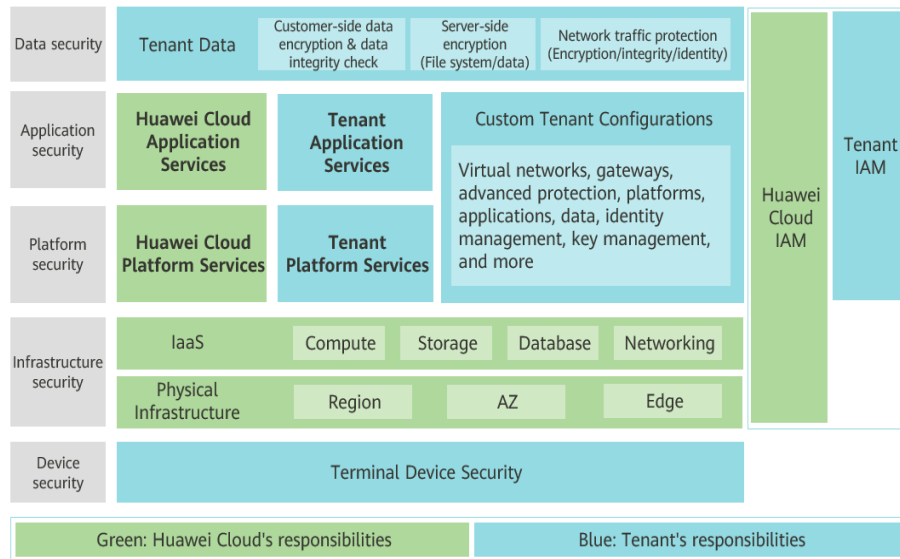 Data security
Tenant Data
Customer-side data
encryption & data
integrity check
Server-side
encryption
(File system/data)
Network traffic protection
(Encryption/integrity/identity)
Application
security
Huawei Cloud
Application
Services
Tenant
Application
Services
Custom Tenant Configurations
Virtual networks, gateways,
advanced protection, platforms,
applications, data, identity
management, key management,
and more
Platform
security
Huawei Cloud
Platform Services
Tenant
Platform Services
Huawei
Cloud
IAM
Tenant
IAM
Infrastructure
security
IaaS
Compute
Storage
Database
Networking
Physical
Infrastructure
Region
AZ
Edge
Device
security
Terminal Device Security
Green: Huawei Cloud's responsibilities
Blue: Tenant's responsibilities